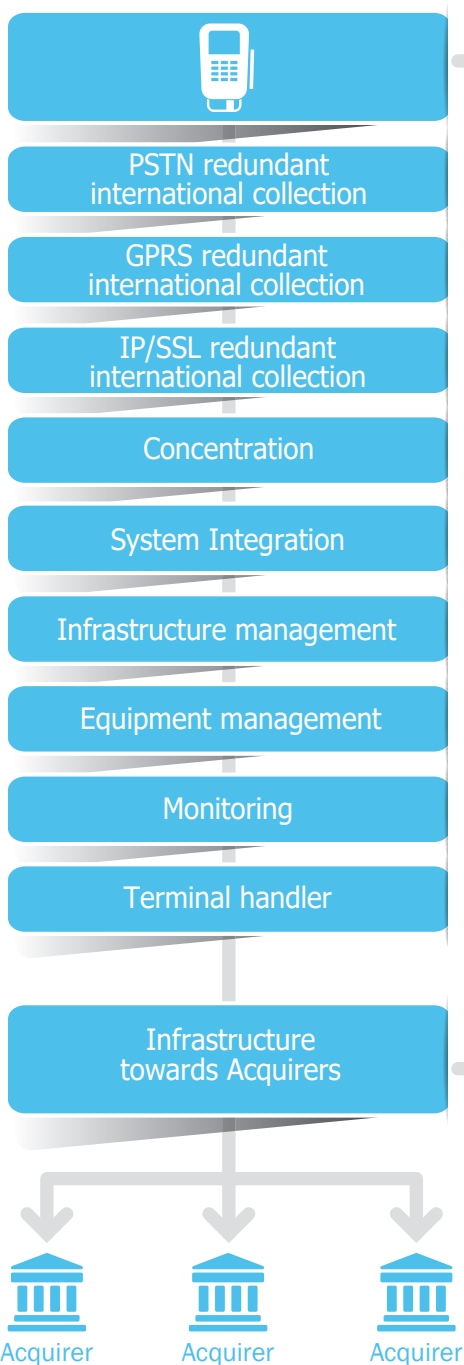 PSTN redundant
international collection
GPRS redundant
international collection
IP/SSL redundant
international collection
Concentration
System Integration
Infrastructure management
Equipment management
Monitoring
Terminal handler
Infrastructure
towards Acquirers
Acquirer Acquirer Acquirer